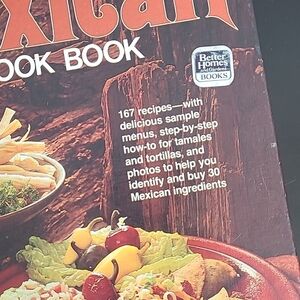 xican
OOK BOOK
Better
Homes
and Gardens
BOOKS
167 recipes—with
delicious sample
menus, step-by-step
how-to for tamales
and tortillas, and
photos to help you
identify and buy 30
Mexican ingredients